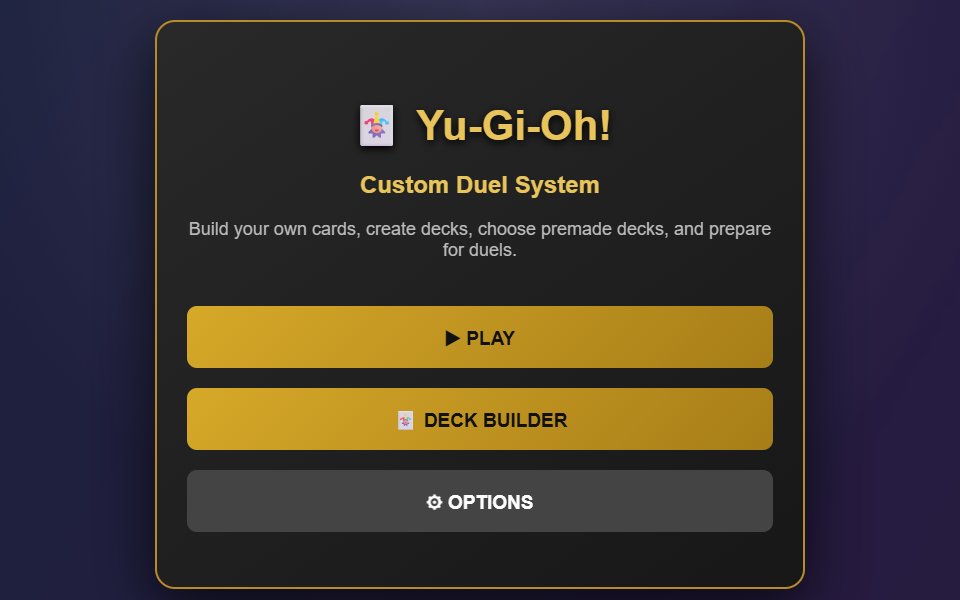 Yu-Gi-Oh!
Custom Duel System
Build your own cards, create decks, choose premade decks, and prepare
for duels.
▶ PLAY
🃏 DECK BUILDER
⚙ OPTIONS